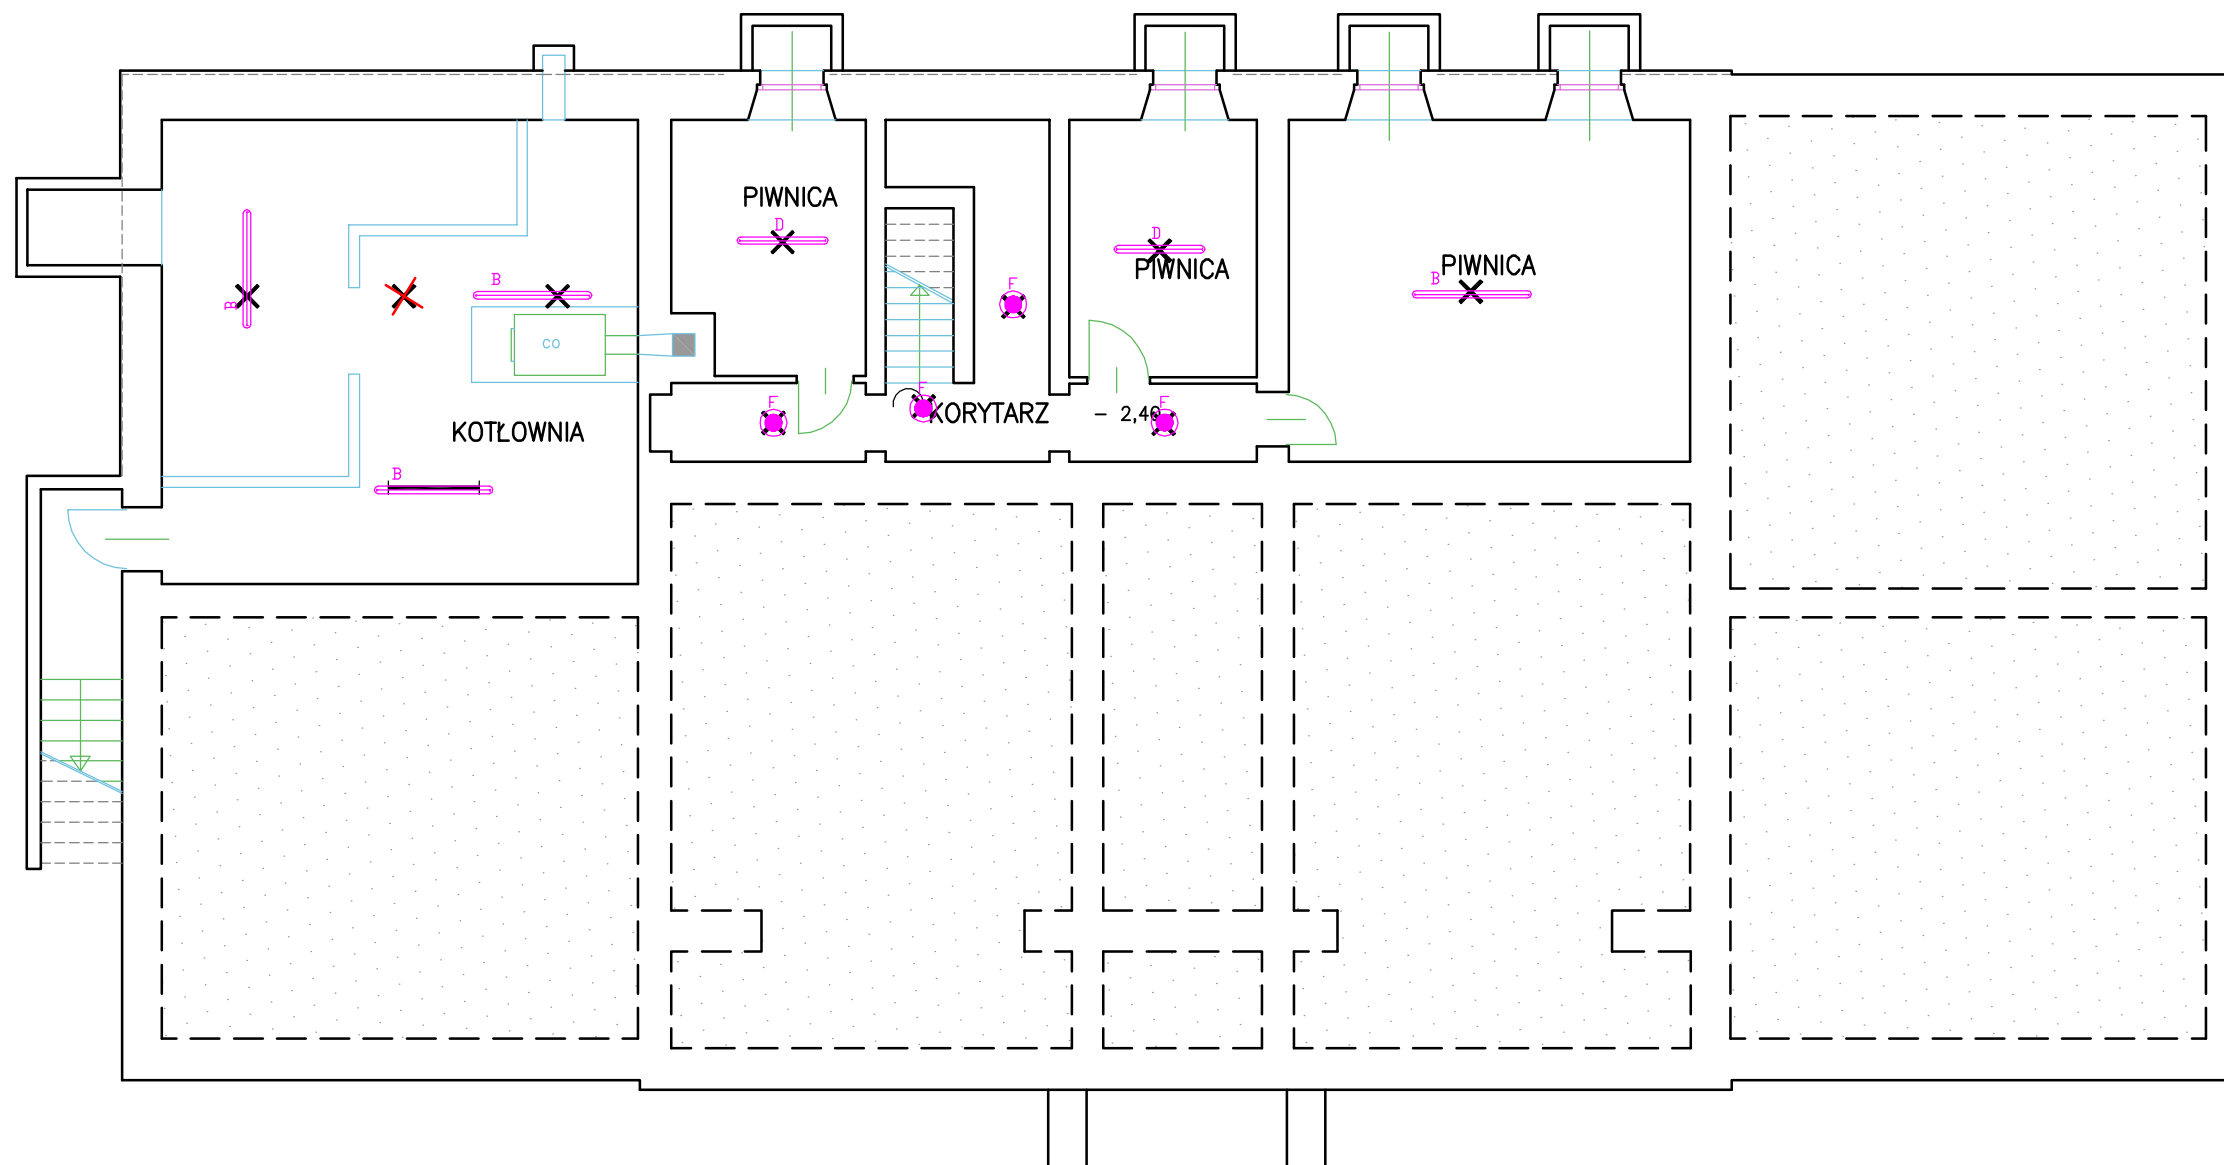 PIWNICA
D
D
PIWNICA
PIWNICA
B
B
B
F
CO
F
F
F
KORYTARZ
- 2,40
KOTŁOWNIA
B